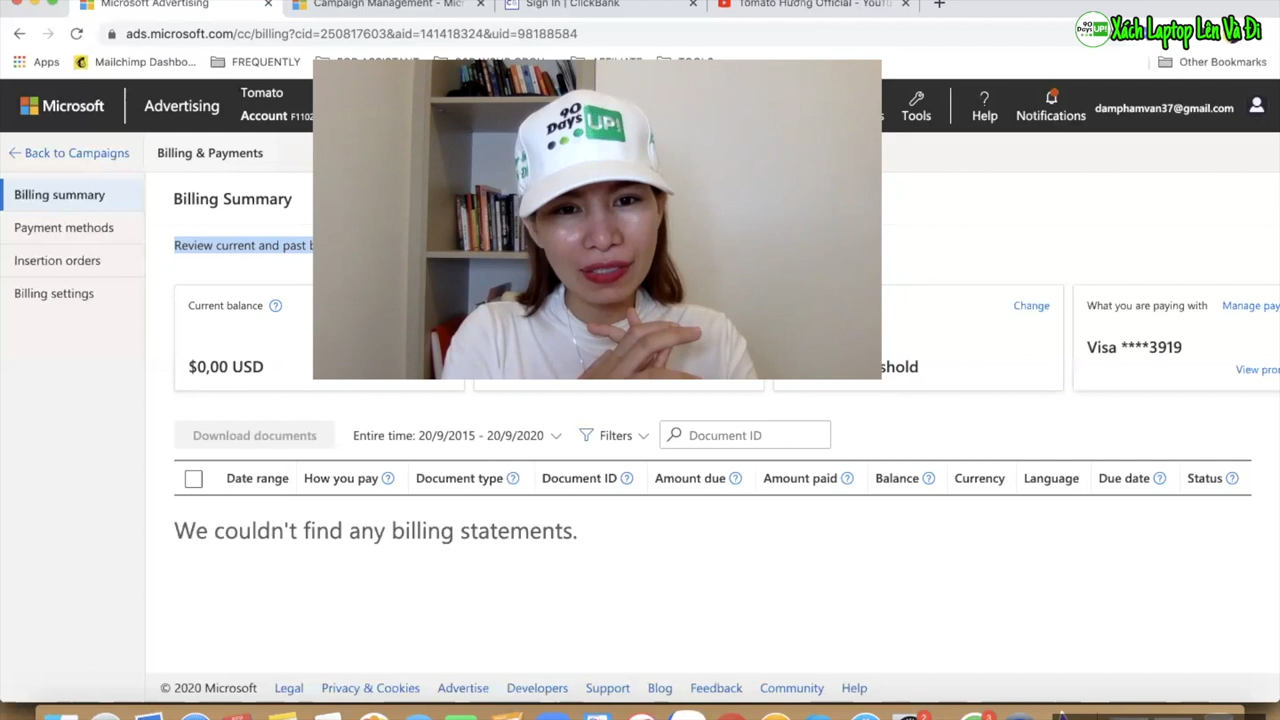 Microsoft Advertising
Campaign Management - Micr
Sign In | ClickBank
Tomato Hương Official - YouTu
ads.microsoft.com/cc/billing?cid=250817603&aid=141418324&uid=98188584
90 Days UP!
Xách Laptop Lên Và Đi
Apps
Mailchimp Dashbo...
FREQUENTLY
Other Bookmarks
Microsoft
Advertising
Tomato
Account F1102
Tools
Help
Notifications
damphamvan37@gmail.com
Back to Campaigns
Billing & Payments
Billing summary
Payment methods
Insertion orders
Billing settings
Billing Summary
Review current and past b
90 Days UP!
Current balance
$0,00 USD
Change
shold
What you are paying with
Manage pay
Visa ****3919
View pro
Download documents
Entire time: 20/9/2015 - 20/9/2020
Filters
Document ID
Date range How you pay Document type Document ID Amount due Amount paid Balance Currency Language Due date Status
We couldn't find any billing statements.
© 2020 Microsoft Legal Privacy & Cookies Advertise Developers Support Blog Feedback Community Help